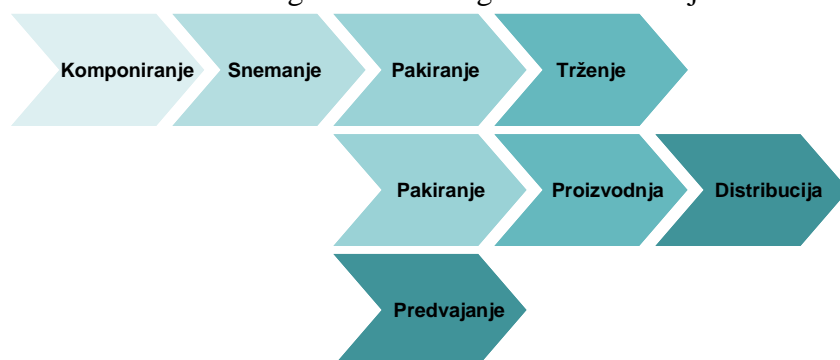 Komponiranje Snemanje Pakiranje Trženje
Pakiranje Proizvodnja Distribucija
Predvajanje